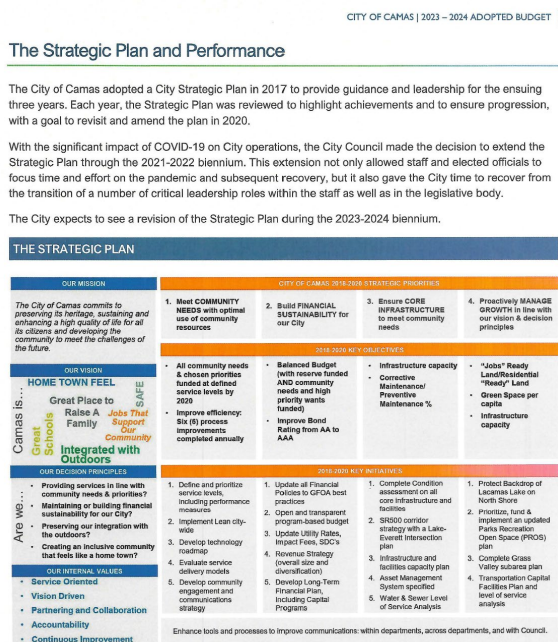 CITY OF CAMAS | 2023 – 2024 ADOPTED BUDGET
The Strategic Plan and Performance
The City of Camas adopted a City Strategic Plan in 2017 to provide guidance and leadership for the ensuing
three years. Each year, the Strategic Plan was reviewed to highlight achievements and to ensure progression,
with a goal to revisit and amend the plan in 2020.
With the significant impact of COVID-19 on City operations, the City Council made the decision to extend the
Strategic Plan through the 2021-2022 biennium. This extension not only allowed staff and elected officials to
focus time and effort on the pandemic and subsequent recovery, but it also gave the City time to recover from
the transition of a number of critical leadership roles within the staff as well as in the legislative body.
The City expects to see a revision of the Strategic Plan during the 2023-2024 biennium.
THE STRATEGIC PLAN
OUR MISSION
The City of Camas commits to
preserving its heritage, sustaining and
enhancing a high quality of life for all
its citizens and developing the
community to meet the challenges of
the future.
OUR VISION
Camas is...
HOME TOWN FEEL
SAFE
Great Place to
Raise A
Family
Jobs That
Support
Our
Community
Great
Schools
Integrated with
Outdoors
OUR DECISION PRINCIPLES
Are we...
• Providing services in line with
community needs & priorities?
• Maintaining or building financial
sustainability for our City?
• Preserving our integration with
the outdoors?
• Creating an inclusive community
that feels like a home town?
OUR INTERNAL VALUES
• Service Oriented
• Vision Driven
• Partnering and Collaboration
• Accountability
• Continuous Improvement
CITY OF CAMAS 2018-2020 STRATEGIC PRIORITIES
1. Meet COMMUNITY
NEEDS with optimal
use of community
resources
2. Build FINANCIAL
SUSTAINABILITY for
our City
3. Ensure CORE
INFRASTRUCTURE
to meet community
needs
4. Proactively MANAGE
GROWTH in line with
our vision & decision
principles
2018-2020 KEY OBJECTIVES
• All community needs
& chosen priorities
funded at defined
service levels by
2020
• Improve efficiency:
Six (6) process
improvements
completed annually
• Balanced Budget
(with reserve funded
AND community
needs and high
priority wants
funded)
• Improve Bond
Rating from AA to
AAA
• Infrastructure capacity
• Corrective
Maintenance/
Preventive
Maintenance %
• "Jobs" Ready
Land/Residential
"Ready" Land
• Green Space per
capita
• Infrastructure
capacity
2018-2020 KEY INITIATIVES
1. Define and prioritize
service levels,
including performance
measures
2. Implement Lean city-
wide
3. Develop technology
roadmap
4. Evaluate service
delivery models
5. Develop community
engagement and
communications
strategy
1. Update all Financial
Policies to GFOA best
practices
2. Open and transparent
program-based budget
3. Update Utility Rates,
Impact Fees, SDC's
4. Revenue Strategy
(overall size and
diversification)
5. Develop Long-Term
Financial Plan,
Including Capital
Programs
1. Complete Condition
assessment on all
core infrastructure and
facilities
2. SR500 corridor
strategy with a Lake-
Everett Intersection
plan
3. Infrastructure and
facilities capacity plan
4. Asset Management
System specified
5. Water & Sewer Level
of Service Analysis
1. Protect Backdrop of
Lacamas Lake on
North Shore
2. Prioritize, fund &
implement an updated
Parks Recreation
Open Space (PROS)
plan
3. Complete Grass
Valley subarea plan
4. Transportation Capital
Facilities Plan and
level of service
analysis
Enhance tools and processes to improve communications: within departments, across departments, and with Council.